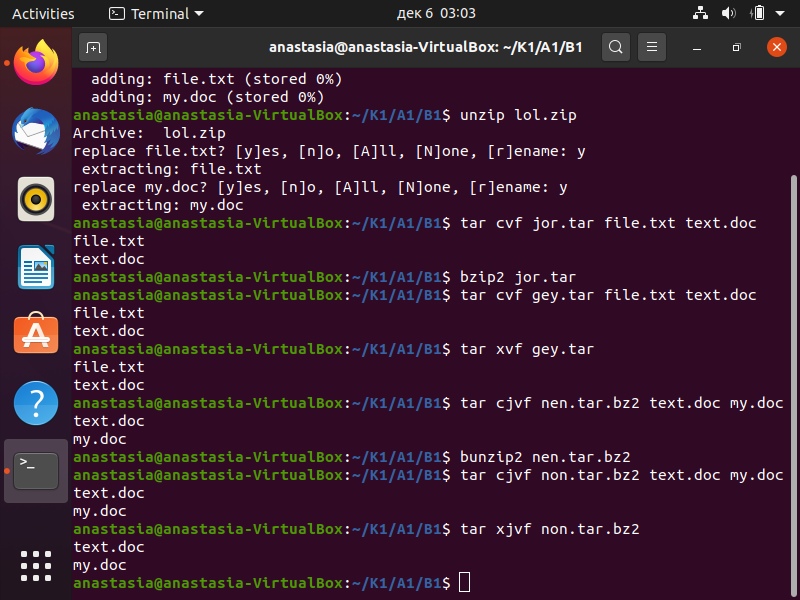 Activities
Terminal
дек 6 03:03
anastasia@anastasia-VirtualBox: ~/K1/A1/B1
adding: file.txt (stored 0%)
adding: my.doc (stored 0%)
anastasia@anastasia-VirtualBox:~/K1/A1/B1$ unzip lol.zip
Archive:  lol.zip
replace file.txt? [y]es, [n]o, [A]ll, [N]one, [r]ename: y
 extracting: file.txt
replace my.doc? [y]es, [n]o, [A]ll, [N]one, [r]ename: y
 extracting: my.doc
anastasia@anastasia-VirtualBox:~/K1/A1/B1$ tar cvf jor.tar file.txt text.doc
file.txt
text.doc
anastasia@anastasia-VirtualBox:~/K1/A1/B1$ bzip2 jor.tar
anastasia@anastasia-VirtualBox:~/K1/A1/B1$ tar cvf gey.tar file.txt text.doc
file.txt
text.doc
anastasia@anastasia-VirtualBox:~/K1/A1/B1$ tar xvf gey.tar
file.txt
text.doc
anastasia@anastasia-VirtualBox:~/K1/A1/B1$ tar cjvf nen.tar.bz2 text.doc my.doc
text.doc
my.doc
anastasia@anastasia-VirtualBox:~/K1/A1/B1$ bunzip2 nen.tar.bz2
anastasia@anastasia-VirtualBox:~/K1/A1/B1$ tar cjvf non.tar.bz2 text.doc my.doc
text.doc
my.doc
anastasia@anastasia-VirtualBox:~/K1/A1/B1$ tar xjvf non.tar.bz2
text.doc
my.doc
anastasia@anastasia-VirtualBox:~/K1/A1/B1$